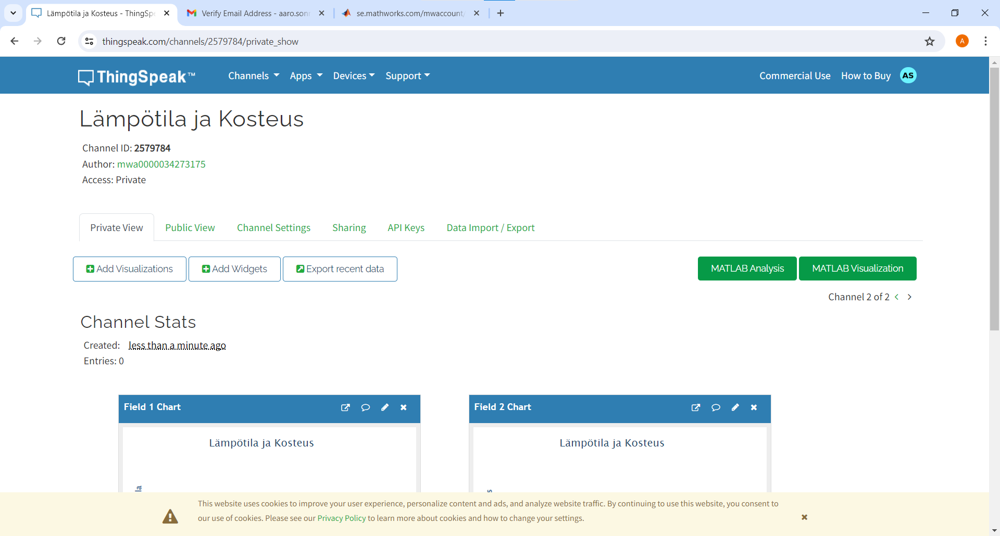 Lämpötila ja Kosteus - ThingSpe
Verify Email Address - aaro.soni
se.mathworks.com/mwaccount/
thingspeak.com/channels/2579784/private_show
A
ThingSpeak™
Channels
Apps
Devices
Support
Commercial Use
How to Buy
AS
Lämpötila ja Kosteus
Channel ID: 2579784
Author: mwa0000034273175
Access: Private
Private View
Public View
Channel Settings
Sharing
API Keys
Data Import / Export
Add Visualizations
Add Widgets
Export recent data
MATLAB Analysis
MATLAB Visualization
Channel 2 of 2
Channel Stats
Created: less than a minute ago
Entries: 0
Field 1 Chart
Lämpötila ja Kosteus
la
Field 2 Chart
Lämpötila ja Kosteus
s
This website uses cookies to improve your user experience, personalize content and ads, and analyze website traffic. By continuing to use this website, you consent to
our use of cookies. Please see our Privacy Policy to learn more about cookies and how to change your settings.